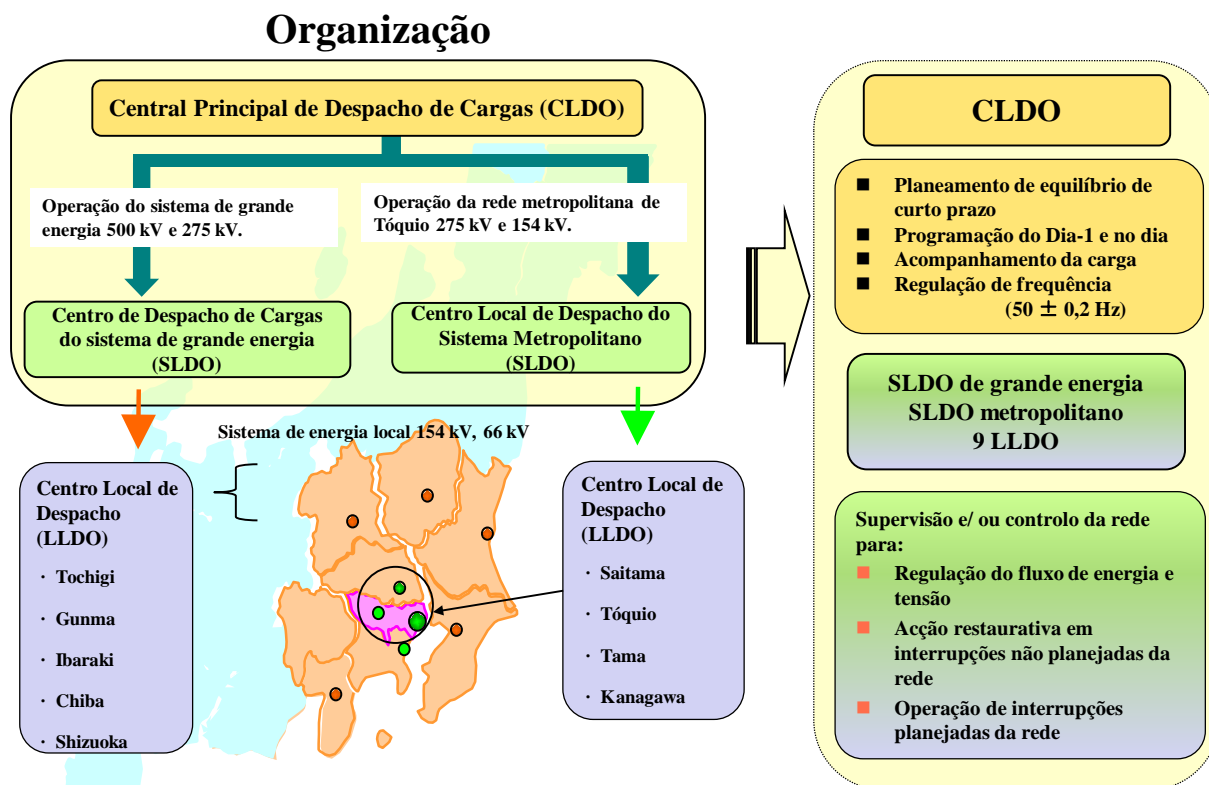 Organização
Central Principal de Despacho de Cargas (CLDO)
Operação do sistema de grande
energia 500 kV e 275 kV.
Operação da rede metropolitana de
Tóquio 275 kV e 154 kV.
Centro de Despacho de Cargas
do sistema de grande energia
(SLDO)
Centro Local de Despacho do
Sistema Metropolitano
(SLDO)
Sistema de energia local 154 kV, 66 kV
Centro Local de
Despacho
(LLDO)
· Tochigi
· Gunma
· Ibaraki
· Chiba
· Shizuoka
Centro Local de
Despacho
(LLDO)
· Saitama
· Tóquio
· Tama
· Kanagawa
CLDO
■ Planeamento de equilíbrio de
curto prazo
■ Programação do Dia-1 e no dia
■ Acompanhamento da carga
■ Regulação de frequência
(50 ± 0,2 Hz)
SLDO de grande energia
SLDO metropolitano
9 LLDO
Supervisão e/ ou controlo da rede
para:
■ Regulação do fluxo de energia e
tensão
■ Acção restaurativa em
interrupções não planejadas da
rede
■ Operação de interrupções
planejadas da rede